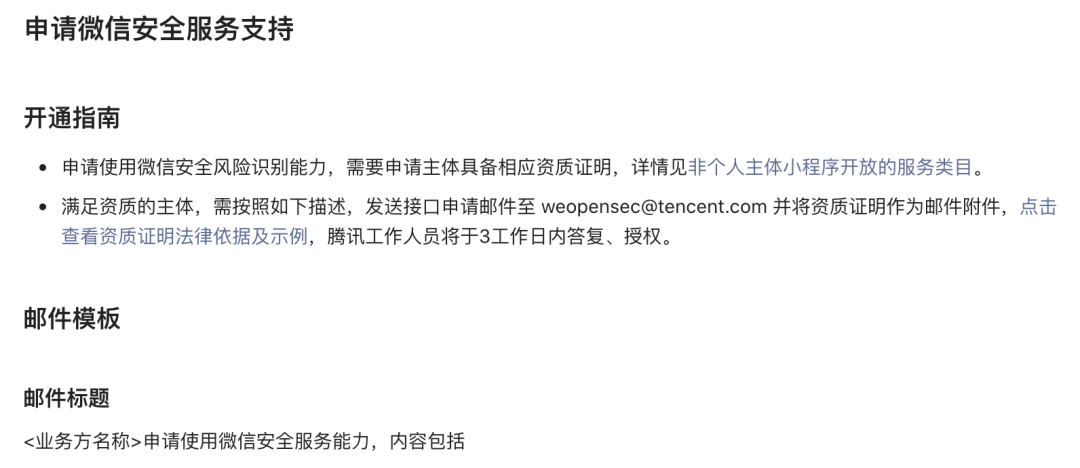 申请微信安全服务支持
开通指南
• 申请使用微信安全风险识别能力，需要申请主体具备相应资质证明，详情见非个人主体小程序开放的服务类目。
• 满足资质的主体，需按照如下描述，发送接口申请邮件至 weopensec@tencent.com 并将资质证明作为邮件附件，点击
查看资质证明法律依据及示例，腾讯工作人员将于3工作日内答复、授权。
邮件模板
邮件标题
<业务方名称>申请使用微信安全服务能力，内容包括